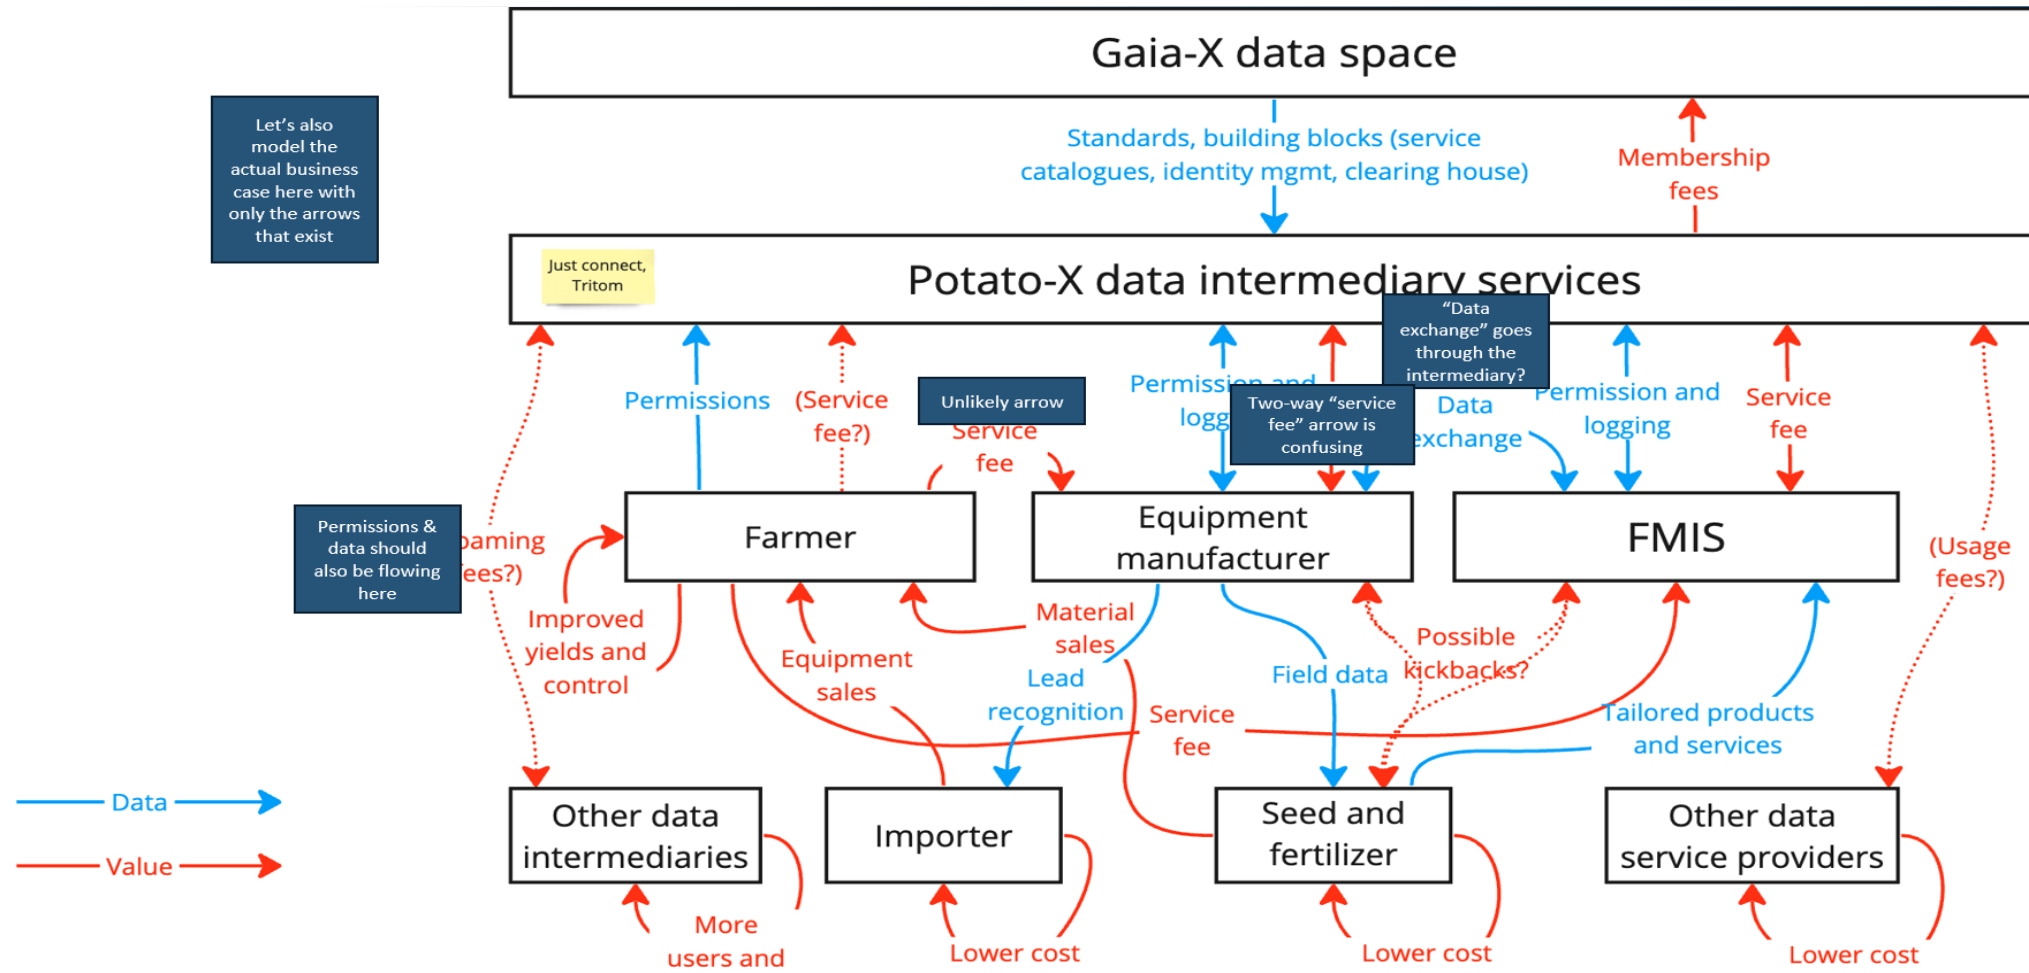 Gaia-X data space
Let's also
model the
actual business
case here with
only the arrows
that exist
Standards, building blocks (service
catalogues, identity mgmt, clearing house)
Membership
fees
Just connect,
Tritom
Potato-X data intermediary services
"Data
exchange" goes
through the
intermediary?
Permissions
(Service
fee?)
Unlikely arrow
Service
fee
Permission and
logg
Two-way "service
fee" arrow is
confusing
Data
exchange
Permission and
logging
Service
fee
Permissions &
data should
also be flowing
here
oaming
ees?)
Farmer
Equipment
manufacturer
FMIS
(Usage
fees?)
Improved
yields and
control
Equipment
sales
Material
sales
Lead
recognition
Field data
Possible
kickbacks?
Service
fee
Tailored products
and services
Data
Value
Other data
intermediaries
Importer
Seed and
fertilizer
Other data
service providers
More
users and
Lower cost
Lower cost
Lower cost